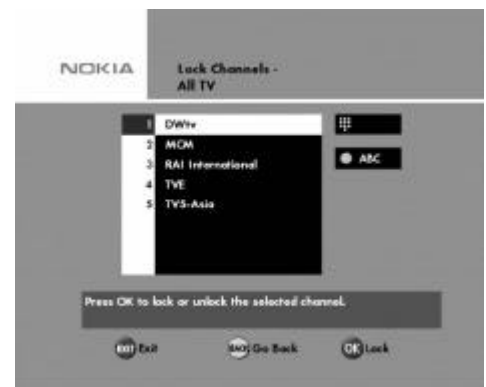 NOKIA
Lock Channels -
All TV
1 DWtv
2 MCM
3 RAI International
4 TVE
5 TV5-Asia
ABC
Press OK to lock or unlock the selected channel.
EXIT Exit
BACK Go Back
OK Lock